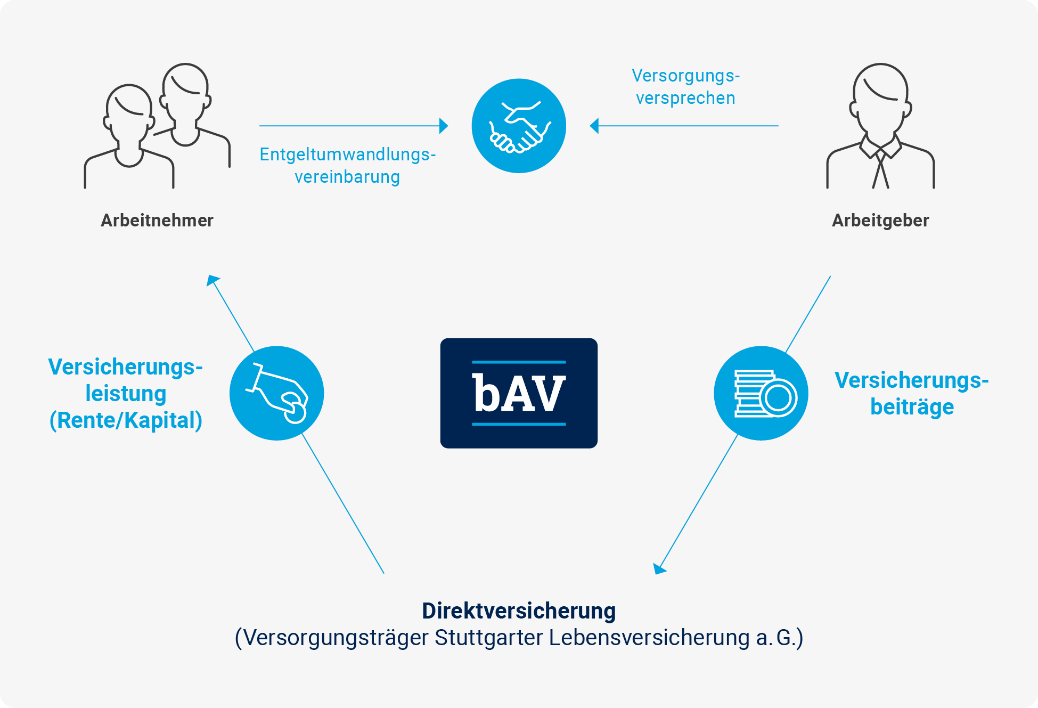 Versorgungs-
versprechen
Entgeltumwandlungs-
vereinbarung
Arbeitnehmer
Arbeitgeber
Versicherungs-
leistung
(Rente/Kapital)
bAV
Versicherungs-
beiträge
Direktversicherung
(Versorgungsträger Stuttgarter Lebensversicherung a.G.)